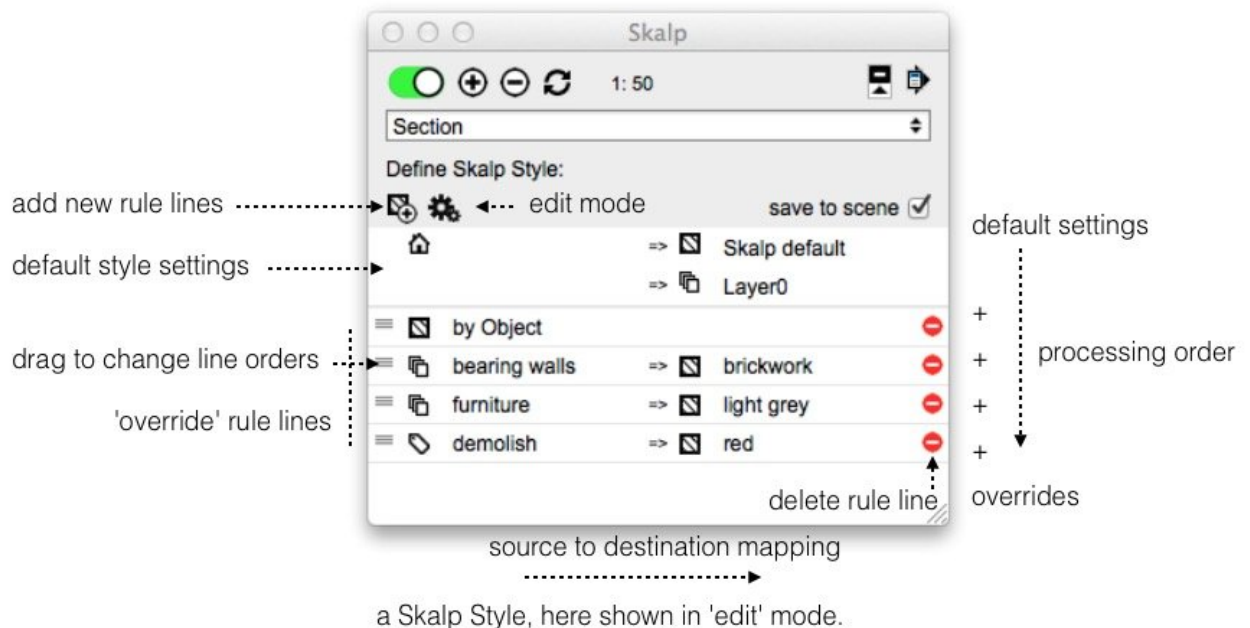 Skalp
1: 50
Section
Define Skalp Style:
add new rule lines
edit mode
save to scene
default settings
default style settings
=> Skalp default
=> Layer0
by Object
+
drag to change line orders
bearing walls => brickwork
+
processing order
'override' rule lines
furniture => light grey
+
demolish => red
+
delete rule line
overrides
source to destination mapping
a Skalp Style, here shown in 'edit' mode.